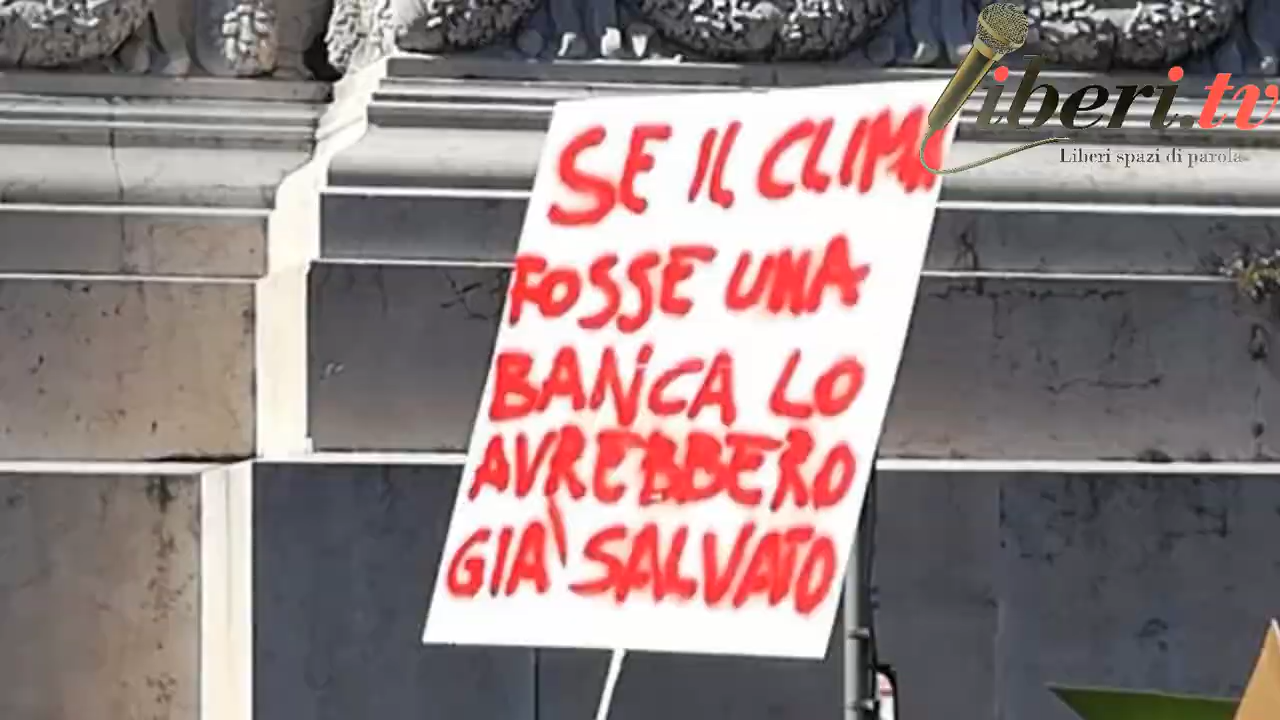 SE IL CLIMA
FOSSE UNA
BANCA LO
AVREBBERO
GIA' SALVATO
Liberi.tv
Liberi spazi di parola